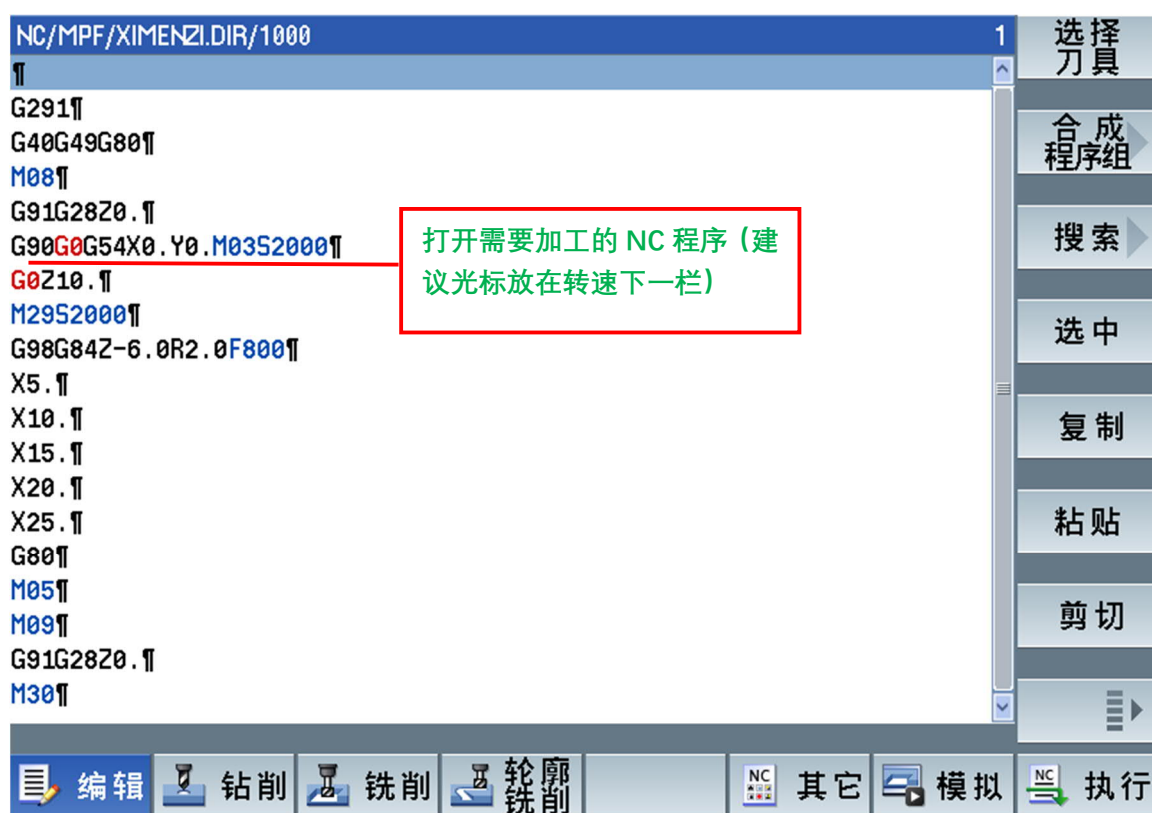 NC/MPF/XIMENZI.DIR/1000 1
¶
G291¶
G40G49G80¶
M08¶
G91G28Z0.¶
G90G0G54X0.Y0.M03S2000¶
G0Z10.¶
M29S2000¶
G98G84Z-6.0R2.0F800¶
X5.¶
X10.¶
X15.¶
X20.¶
X25.¶
G80¶
M05¶
M09¶
G91G28Z0.¶
M30¶
打开需要加工的 NC 程序（建
议光标放在转速下一栏）
选择
刀具
合成
程序组
搜索
选中
复制
粘贴
剪切
编辑
钻削
铣削
轮廓
铣削
NC
其它
模拟
NC
执行